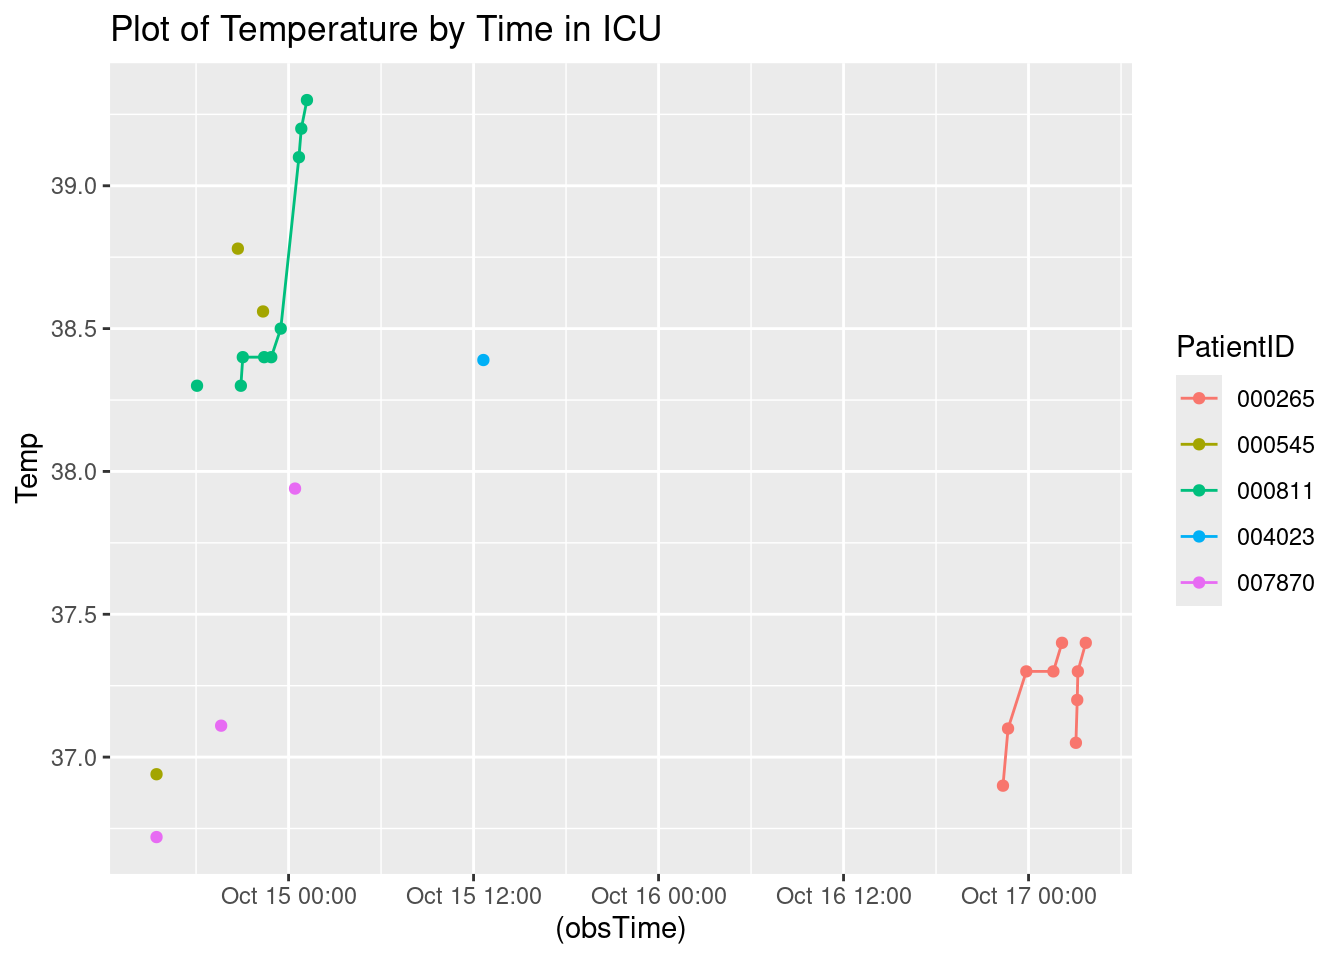 Plot of Temperature by Time in ICU
39.0
38.5
38.0
37.5
37.0
Temp
Oct 15 00:00
Oct 15 12:00
Oct 16 00:00
Oct 16 12:00
Oct 17 00:00
(obsTime)
PatientID
000265
000545
000811
004023
007870